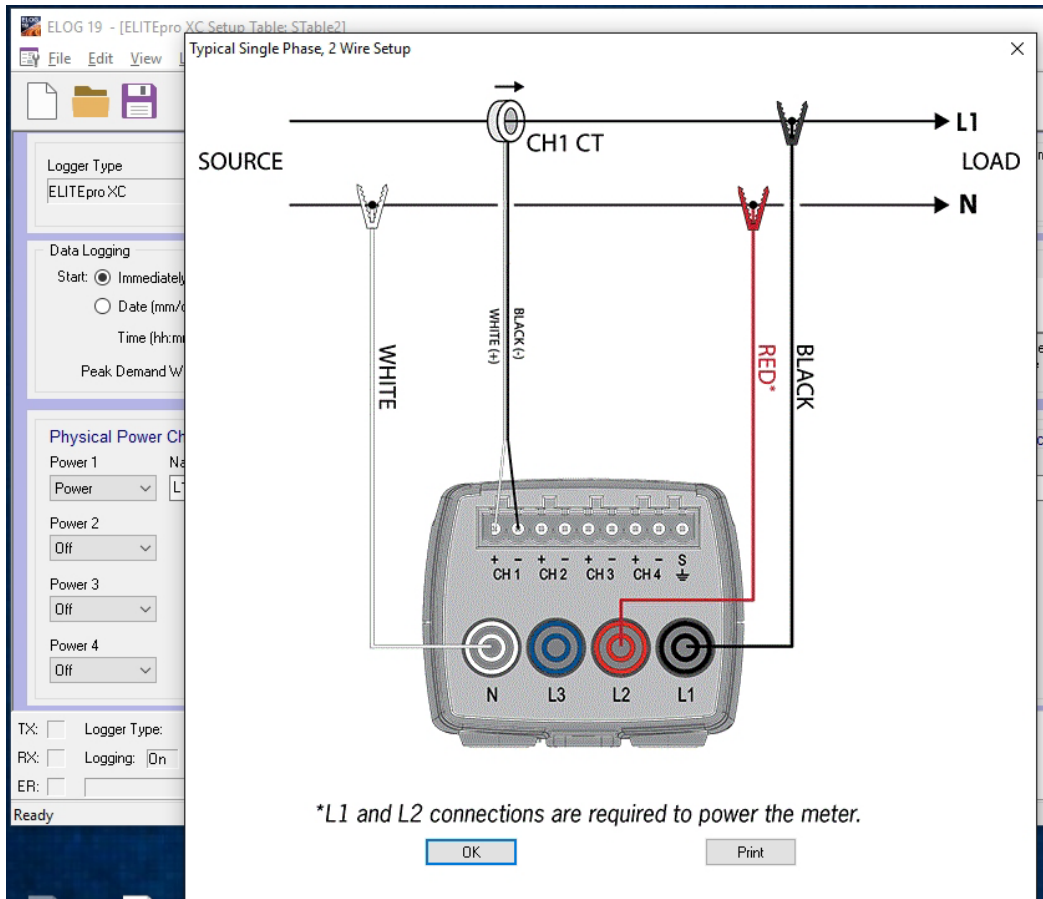 ELOG 19 - [ELITEpro XC Setup Table: STable2]
File Edit View
Typical Single Phase, 2 Wire Setup
Logger Type
ELITEpro XC
Data Logging
Start: Immediately
Date (mm/d
Time (hh:m
Peak Demand W
Physical Power Ch
Power 1 Na
Power L1
Power 2
Off
Power 3
Off
Power 4
Off
TX: Logger Type:
RX: Logging: On
ER:
Ready
SOURCE
CH1 CT
L1
LOAD
N
WHITE (+)
BLACK (-)
WHITE
RED*
BLACK
+ - + - + - + - S
CH 1 CH 2 CH 3 CH 4
N L3 L2 L1
*L1 and L2 connections are required to power the meter.
OK Print